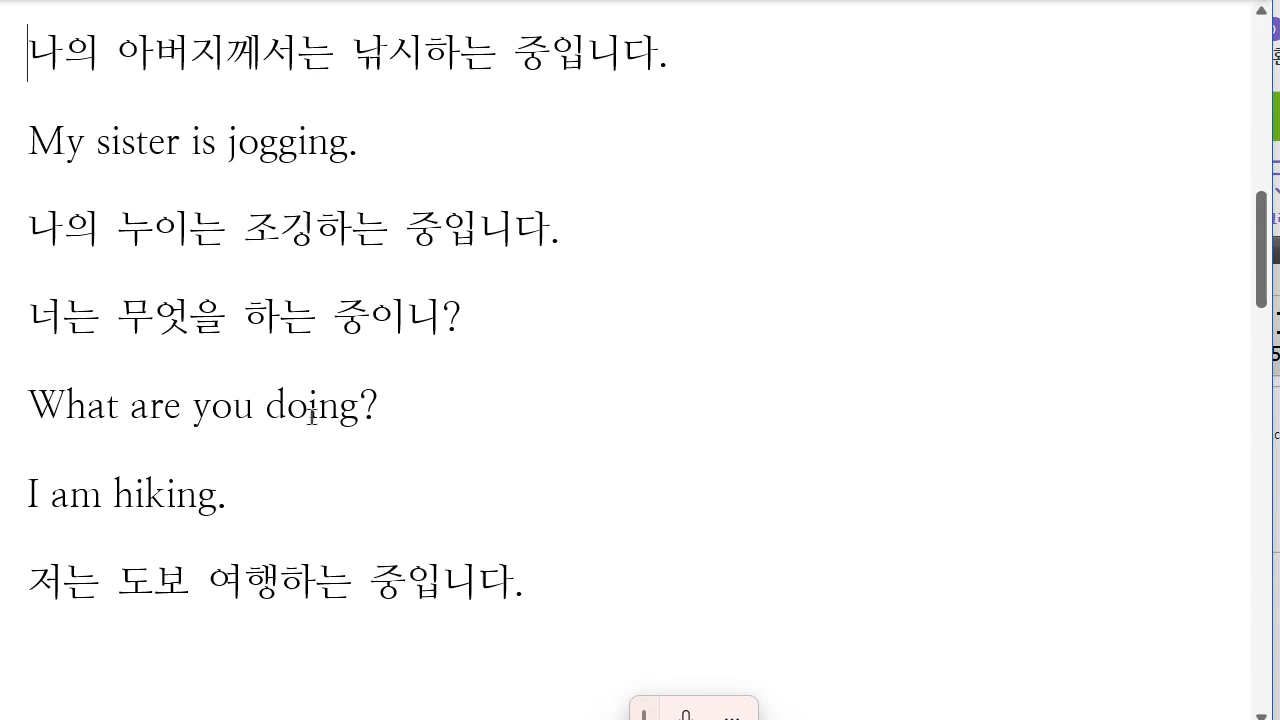 나의 아버지께서는 낚시하는 중입니다.
My sister is jogging.
나의 누이는 조깅하는 중입니다.
너는 무엇을 하는 중이니?
What are you doing?
I am hiking.
저는 도보 여행하는 중입니다.